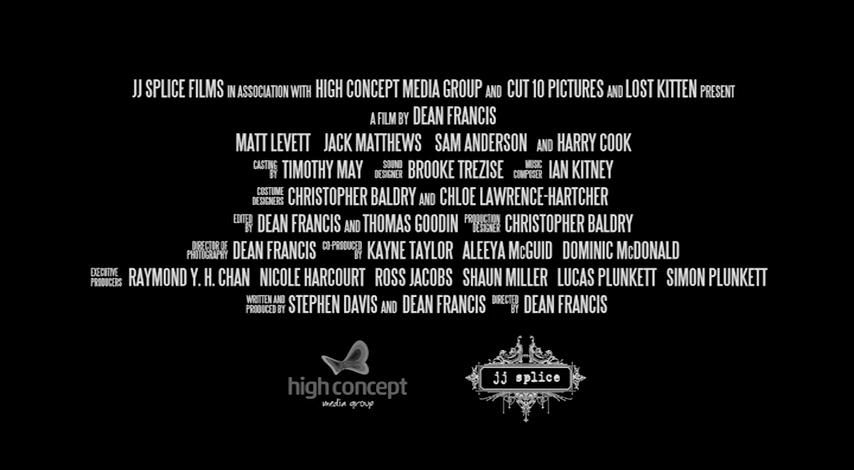 JJ SPLICE FILMS IN ASSOCIATION WITH HIGH CONCEPT MEDIA GROUP AND CUT 10 PICTURES AND LOST KITTEN PRESENT
A FILM BY DEAN FRANCIS
MATT LEVETT JACK MATTHEWS SAM ANDERSON AND HARRY COOK
CASTING BY TIMOTHY MAY SOUND DESIGNER BROOKE TREZISE MUSIC COMPOSER IAN KITNEY
COSTUME DESIGNERS CHRISTOPHER BALDRY AND CHLOE LAWRENCE-HARTCHER
EDITED BY DEAN FRANCIS AND THOMAS GOODIN PRODUCTION DESIGNER CHRISTOPHER BALDRY
DIRECTOR OF PHOTOGRAPHY DEAN FRANCIS CO-PRODUCED BY KAYNE TAYLOR ALEEYA McGUID DOMINIC McDONALD
EXECUTIVE PRODUCERS RAYMOND Y. H. CHAN NICOLE HARCOURT ROSS JACOBS SHAUN MILLER LUCAS PLUNKETT SIMON PLUNKETT
WRITTEN AND PRODUCED BY STEPHEN DAVIS AND DEAN FRANCIS DIRECTED BY DEAN FRANCIS
high concept
media group
jj splice